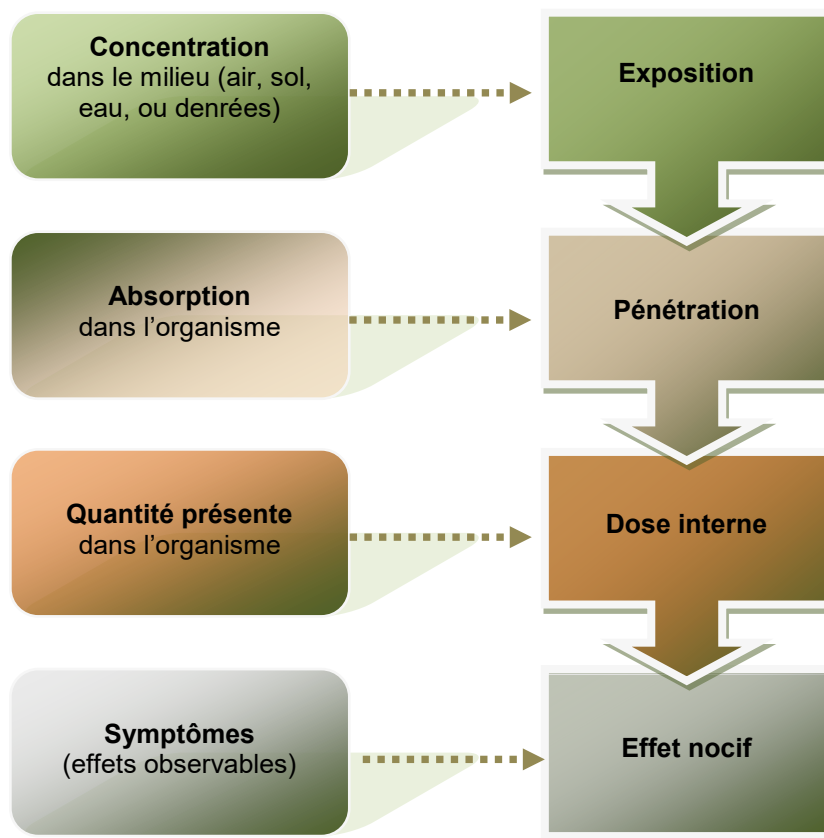 Concentration
dans le milieu (air, sol,
eau, ou denrées)
Exposition
Absorption
dans l'organisme
Pénétration
Quantité présente
dans l'organisme
Dose interne
Symptômes
(effets observables)
Effet nocif